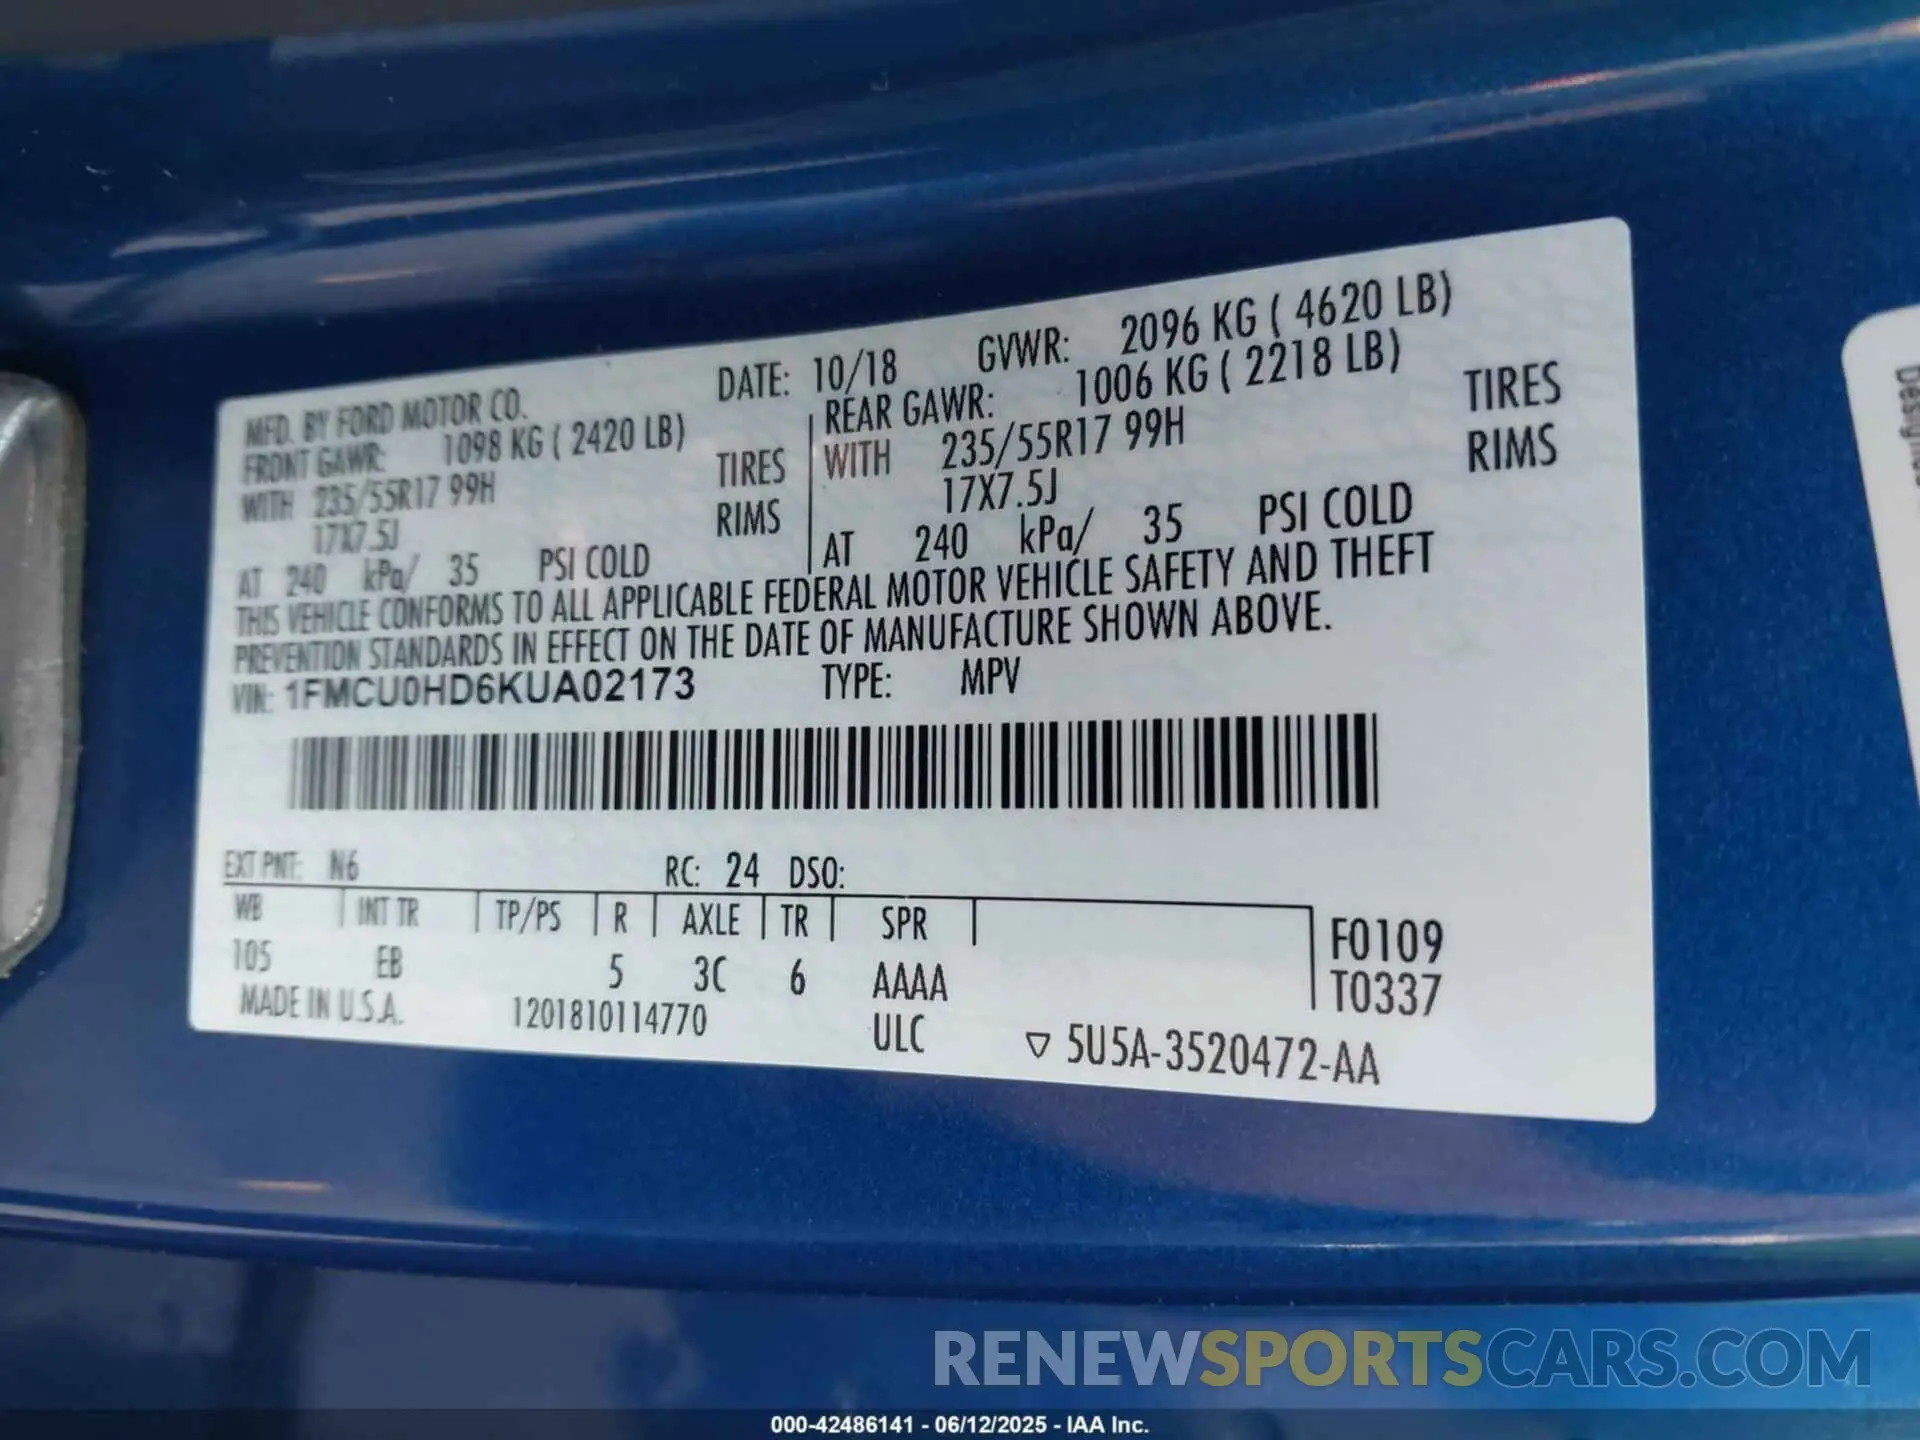 MFD. BY FORD MOTOR CO. DATE: 10/18 GVWR: 2096 KG ( 4620 LB)
FRONT GAWR: 1098 KG ( 2420 LB) REAR GAWR: 1006 KG ( 2218 LB)
WITH 235/55R17 99H TIRES WITH 235/55R17 99H TIRES
17X7.5J RIMS 17X7.5J RIMS
AT 240 kPa/ 35 PSI COLD AT 240 kPa/ 35 PSI COLD
THIS VEHICLE CONFORMS TO ALL APPLICABLE FEDERAL MOTOR VEHICLE SAFETY AND THEFT
PREVENTION STANDARDS IN EFFECT ON THE DATE OF MANUFACTURE SHOWN ABOVE.
VIN: 1FMCU0HD6KUA02173 TYPE: MPV
EXT PNT: N6 RC: 24 DSO:
WB INT TR TP/PS R AXLE TR SPR F0109
105 EB 5 3C 6 AAAA T0337
MADE IN U.S.A. 1201810114770 ULC ▽ 5U5A-3520472-AA
RENEWSPORTSCARS.COM
000-42486141 - 06/12/2025 - IAA Inc.